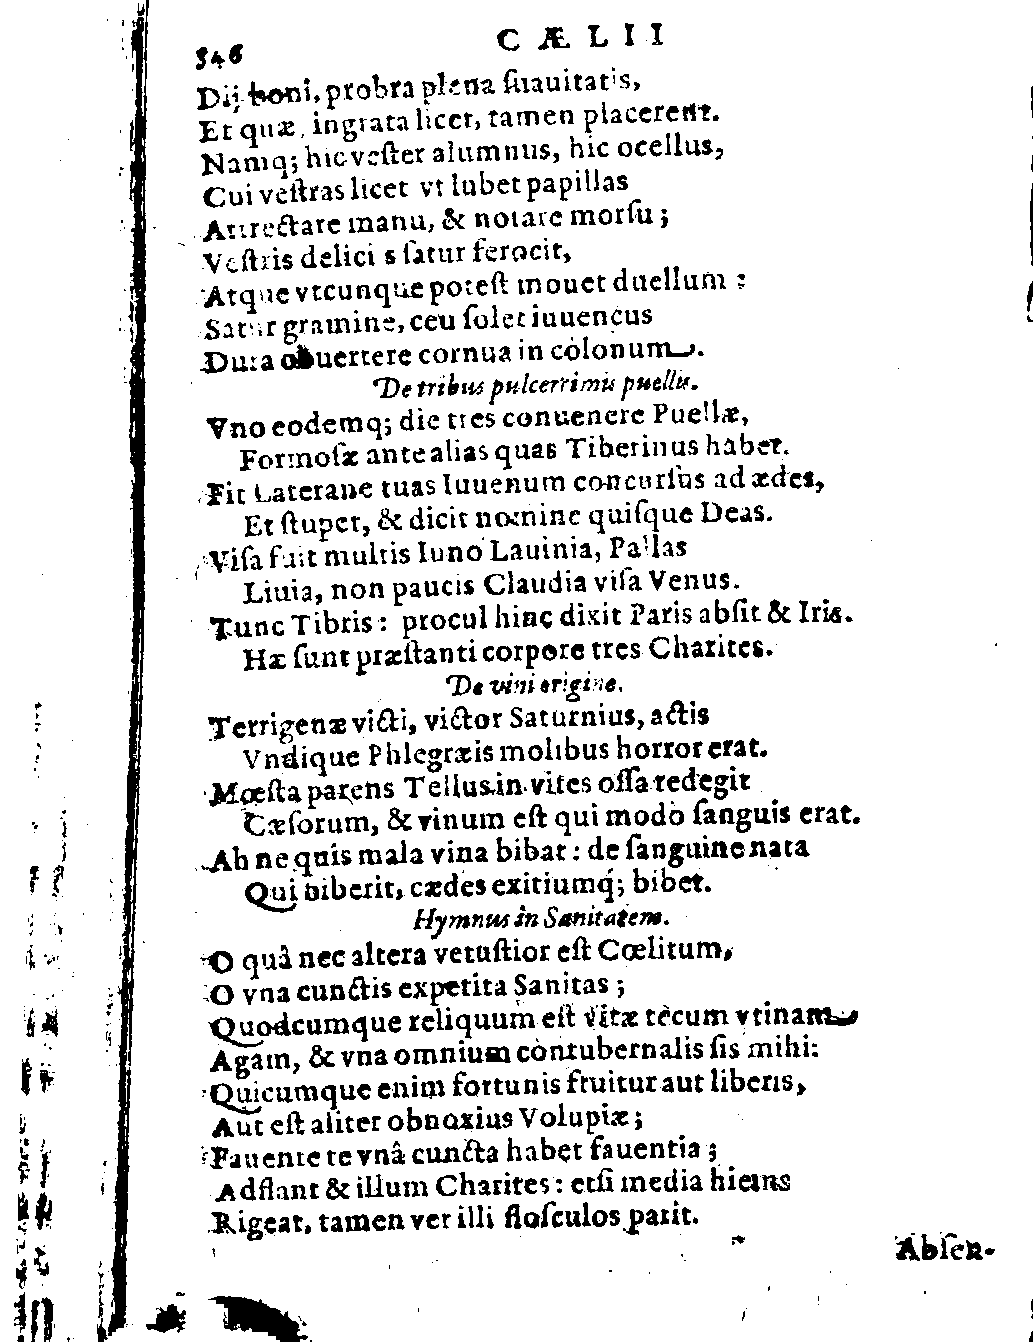 546
CÆLII
Dij boni, probra plena ſuauitatis,
Et quæ, ingrata licet, tamen placerent.
Namq; hic veſter alumnus, hic ocellus,
Cui veſtras licet vt lubet papillas
Attrectare manu, & notare morſu;
Veſtris delici s ſatur ferocit,
Atque vtcunque poteſt mouet duellum:
Satur gramine, ceu ſolet iuuencus
Dura obuertere cornua in colonum.
De tribus pulcerrimis puellis.
Vno eodemq; die tres conuenere Puellæ,
Formoſæ ante alias quas Tiberinus habet.
Fit Laterane tuas Iuuenum concurſus ad ædes,
Et ſtupet, & dicit nomine quiſque Deas.
Viſa fuit multis Iuno Lauinia, Pallas
Liuia, non paucis Claudia viſa Venus.
Tunc Tibris: procul hinc dixit Paris abſit & Iris.
Hæ ſunt præſtanti corpore tres Charites.
De vini origine.
Terrigenæ victi, victor Saturnius, actis
Vndique Phlegræis molibus horror erat.
Mœſta parens Tellus in vites oſſa redegit
Cæſorum, & vinum eſt qui modò ſanguis erat.
Ah ne quis mala vina bibat: de ſanguine nata
Qui biberit, cædes exitiumq́; bibet.
Hymnus in Sanitatem.
O quâ nec altera vetuſtior eſt Cœlitum,
O vna cunctis expetita Sanitas;
Quodcumque reliquum eſt vitæ tecum vtinam
Agam, & vna omnium contubernalis ſis mihi:
Quicumque enim fortunis fruitur aut liberis,
Aut eſt aliter obnoxius Volupiæ;
Fauente te vnâ cuncta habet fauentia;
Adflant & illum Charites: etſi media hiems
Rigeat, tamen ver illi floſculos parit.
Abſen-